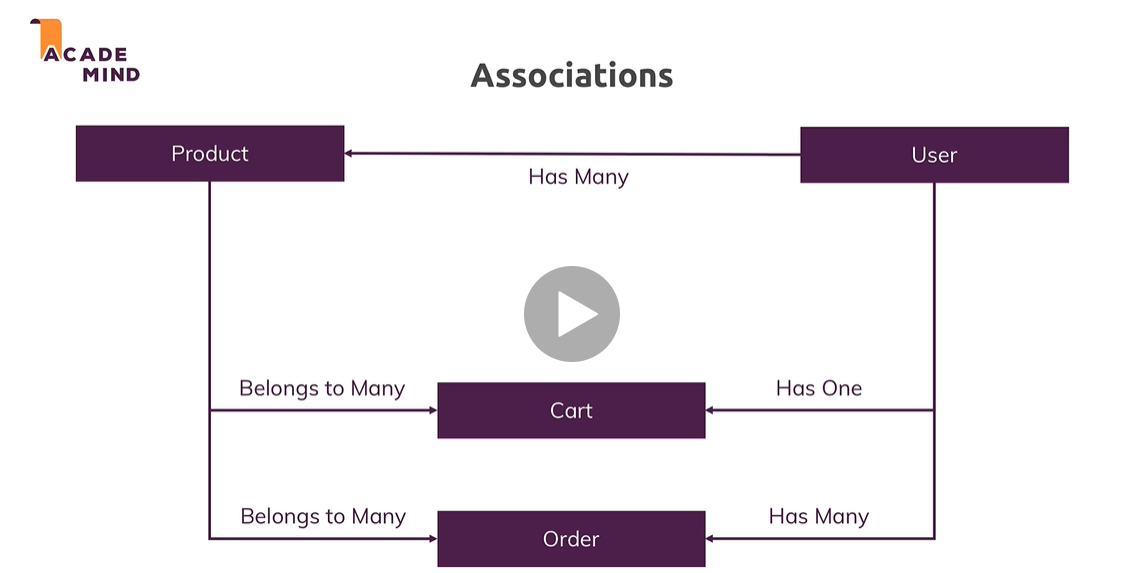 ACADE
MIND
Associations
Product
User
Has Many
Belongs to Many
Has One
Cart
Belongs to Many
Has Many
Order